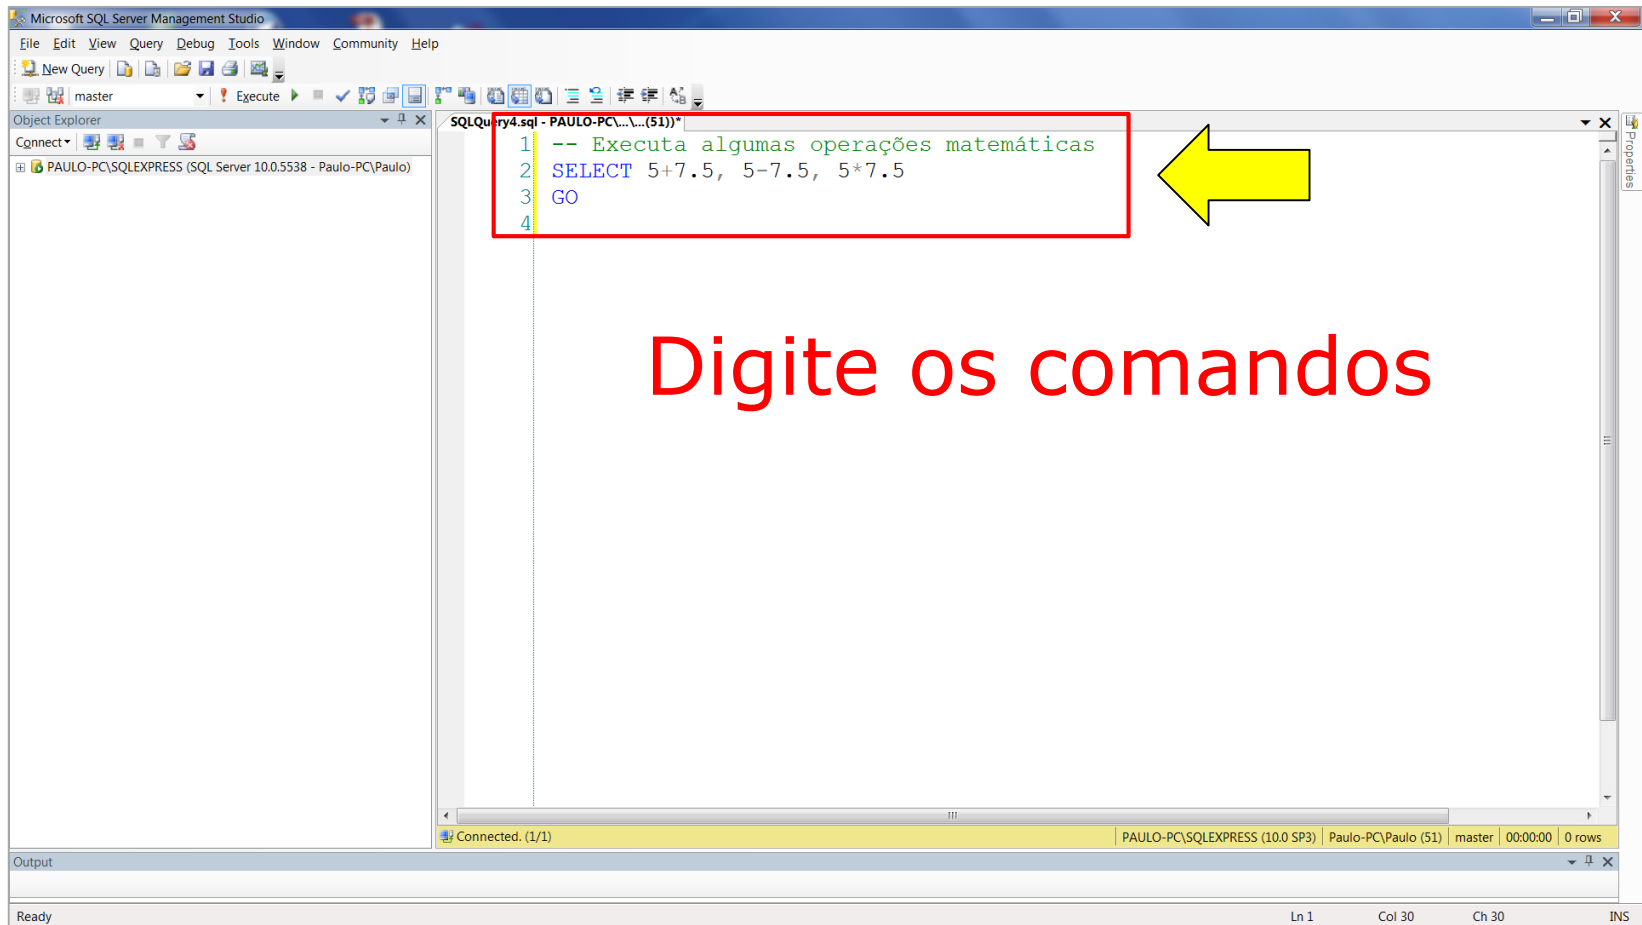 Microsoft SQL Server Management Studio
File Edit View Query Debug Tools Window Community Help
New Query
master Execute
Object Explorer
Connect
PAULO-PC\SQLEXPRESS (SQL Server 10.0.5538 - Paulo-PC\Paulo)
SQLQuery4.sql - PAULO-PC\...\...(51))*
1 -- Executa algumas operações matemáticas
2 SELECT 5+7.5, 5-7.5, 5*7.5
3 GO
4
Properties
Digite os comandos
Connected. (1/1) PAULO-PC\SQLEXPRESS (10.0 SP3) Paulo-PC\Paulo (51) master 00:00:00 0 rows
Output
Ready Ln 1 Col 30 Ch 30 INS